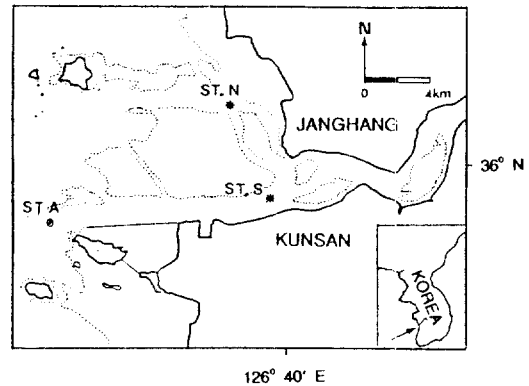 N
ST. N
0 4km
JANGHANG
36° N
ST. S
ST. A
KUNSAN
KOREA
126° 40' E